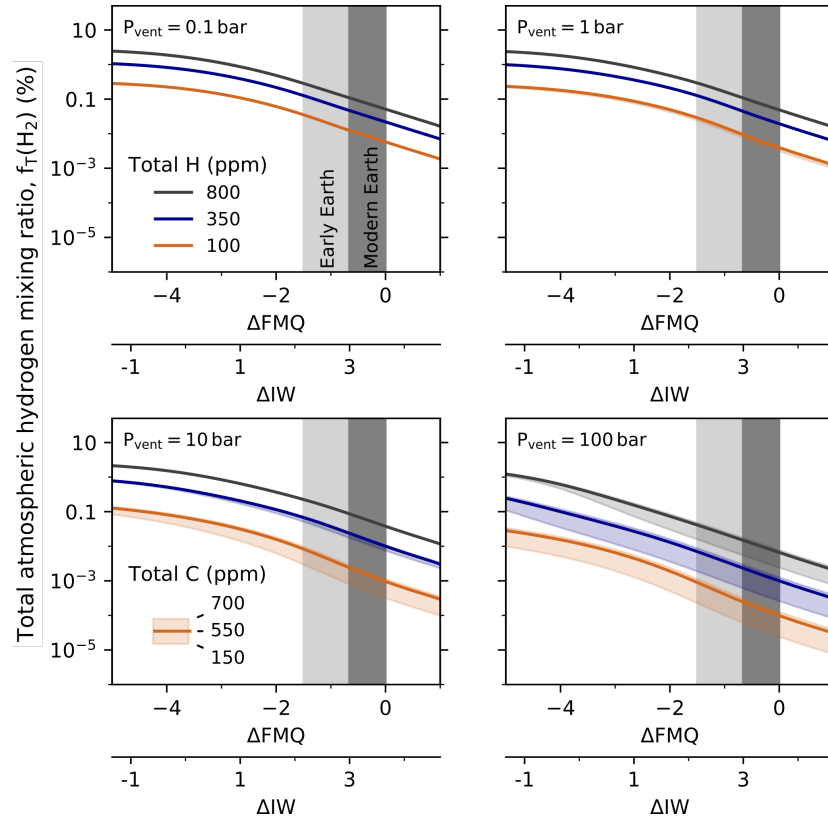 Total atmospheric hydrogen mixing ratio, f_T(H₂) (%)
P_vent = 0.1 bar
10
0.1
10⁻³
10⁻⁵
Total H (ppm)
800
350
100
Early Earth
Modern Earth
−4 −2 0
ΔFMQ
-1 1 3
ΔIW
P_vent = 1 bar
−4 −2 0
ΔFMQ
-1 1 3
ΔIW
P_vent = 10 bar
10
0.1
10⁻³
10⁻⁵
Total C (ppm)
700
550
150
−4 −2 0
ΔFMQ
-1 1 3
ΔIW
P_vent = 100 bar
−4 −2 0
ΔFMQ
-1 1 3
ΔIW